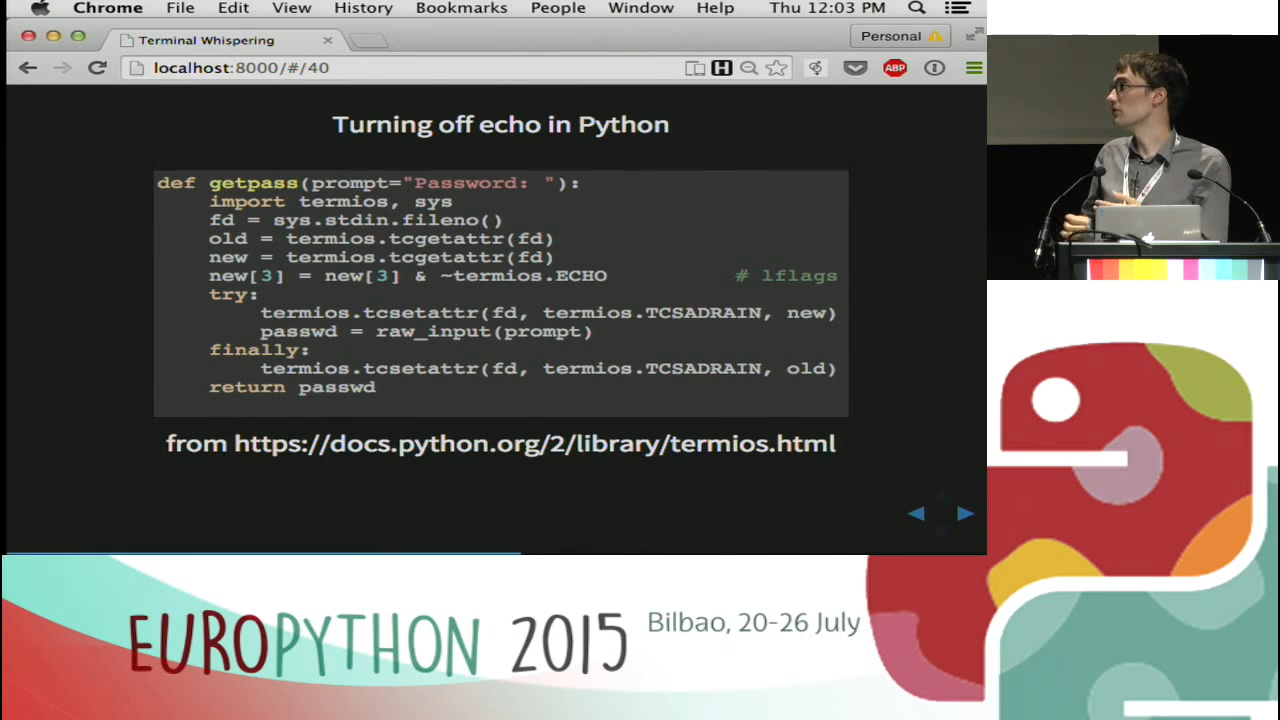 Chrome File Edit View History Bookmarks People Window Help Thu 12:03 PM
Terminal Whispering × Personal
localhost:8000/#/40 H ABP
Turning off echo in Python
def getpass(prompt="Password: "):
    import termios, sys
    fd = sys.stdin.fileno()
    old = termios.tcgetattr(fd)
    new = termios.tcgetattr(fd)
    new[3] = new[3] & ~termios.ECHO          # lflags
    try:
        termios.tcsetattr(fd, termios.TCSADRAIN, new)
        passwd = raw_input(prompt)
    finally:
        termios.tcsetattr(fd, termios.TCSADRAIN, old)
    return passwd
from https://docs.python.org/2/library/termios.html
EUROPYTHON 2015 Bilbao, 20-26 July